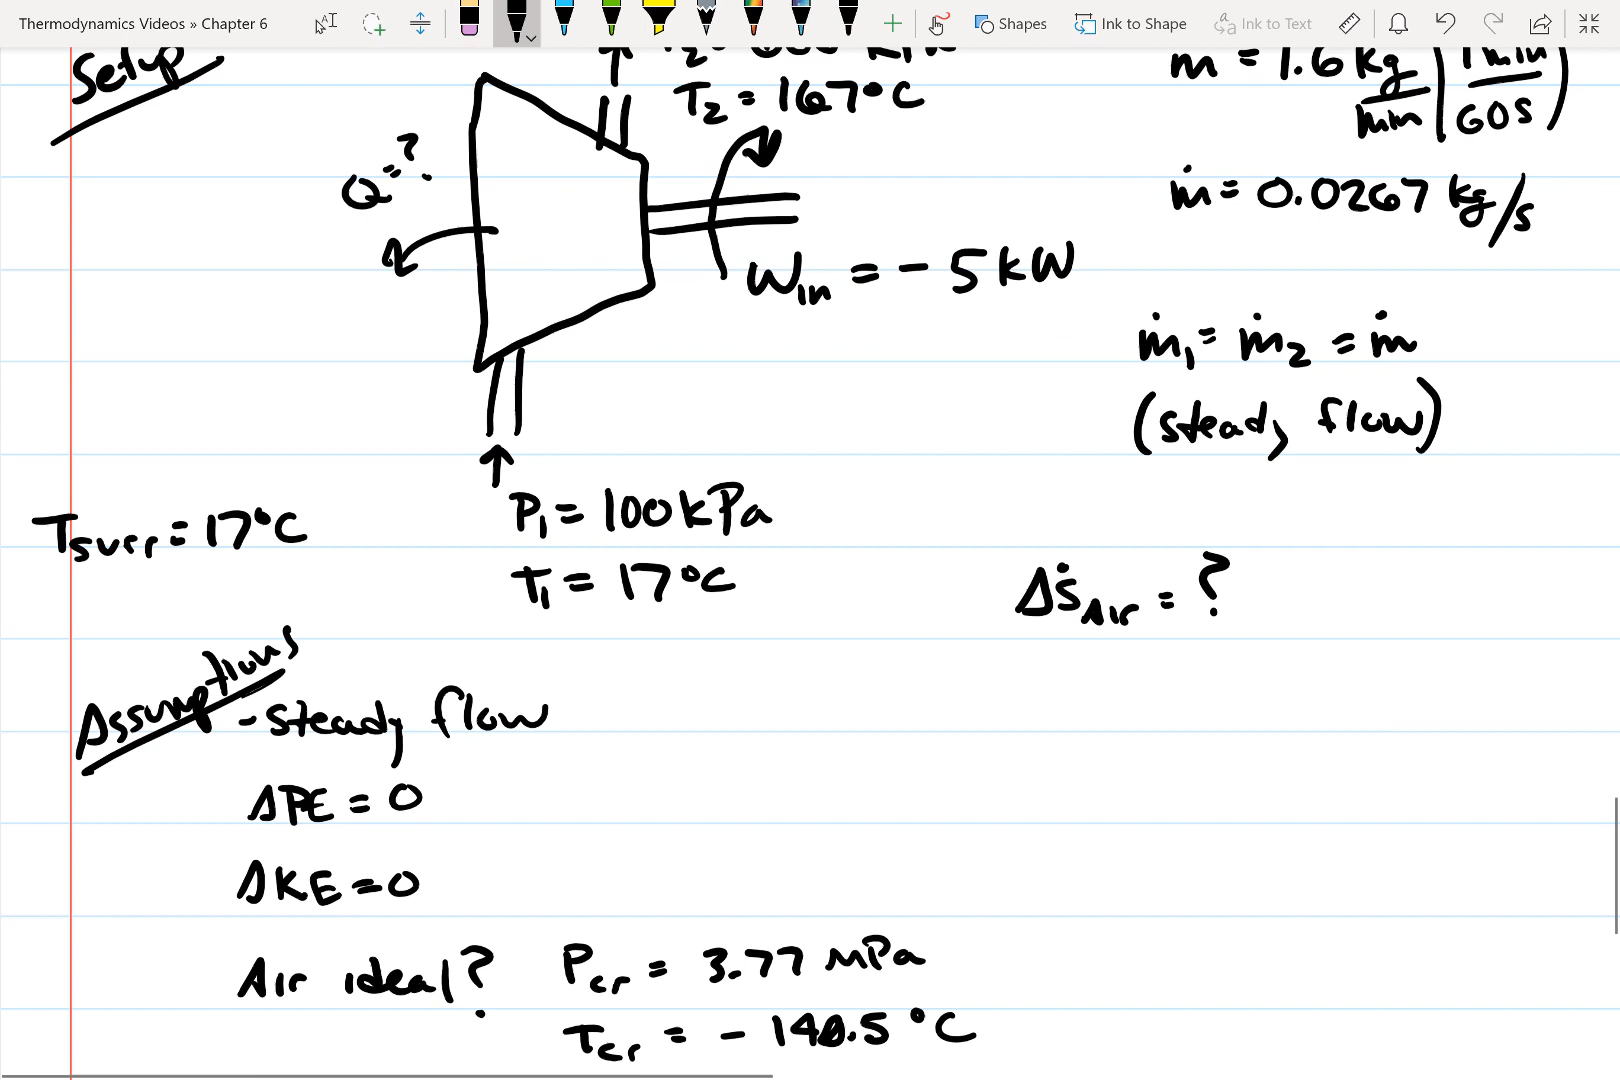 Thermodynamics Videos » Chapter 6
Shapes
Ink to Shape
Ink to Text
Setup
T₂ = 167°C
ṁ = 1.6 kg/min (1 min/60s)
Q = ?
ṁ = 0.0267 kg/s
Win = - 5 kW
ṁ₁ = ṁ₂ = ṁ
(steady flow)
P₁ = 100 kPa
Tsurr = 17°C
T₁ = 17°C
ΔṠAir = ?
Assumptions
- Steady flow
ΔPE = 0
ΔKE = 0
Air ideal?
Pcr = 3.77 MPa
Tcr = - 140.5 °C